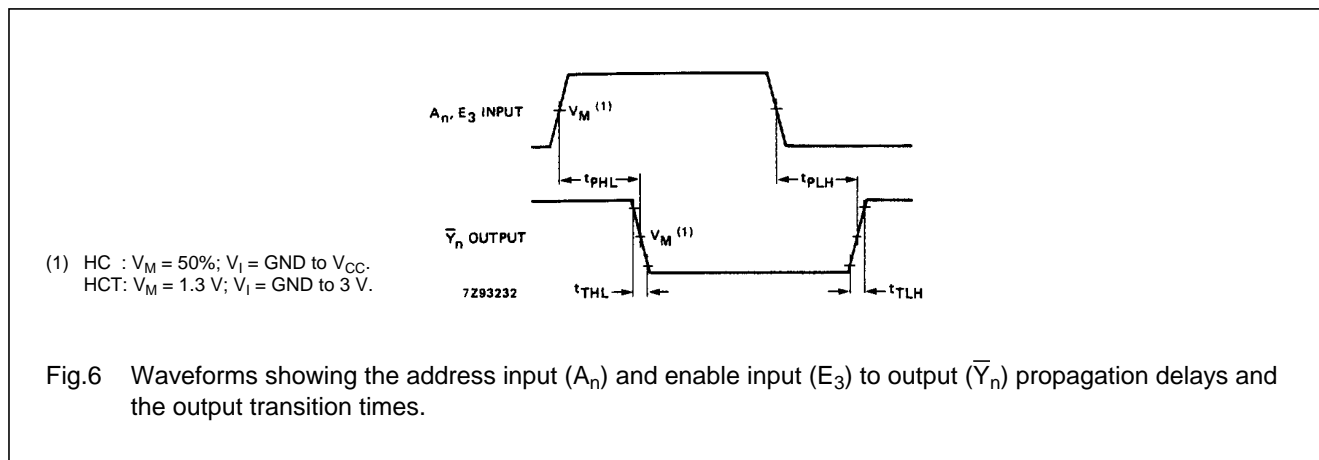 Aₙ, E₃ INPUT
V_M (1)
t_PHL
t_PLH
Y̅ₙ OUTPUT
V_M (1)
(1) HC : V_M = 50%; V_I = GND to V_CC.
HCT: V_M = 1.3 V; V_I = GND to 3 V.
7Z93232
t_THL
t_TLH
Fig.6 Waveforms showing the address input (Aₙ) and enable input (E₃) to output (Y̅ₙ) propagation delays and
the output transition times.